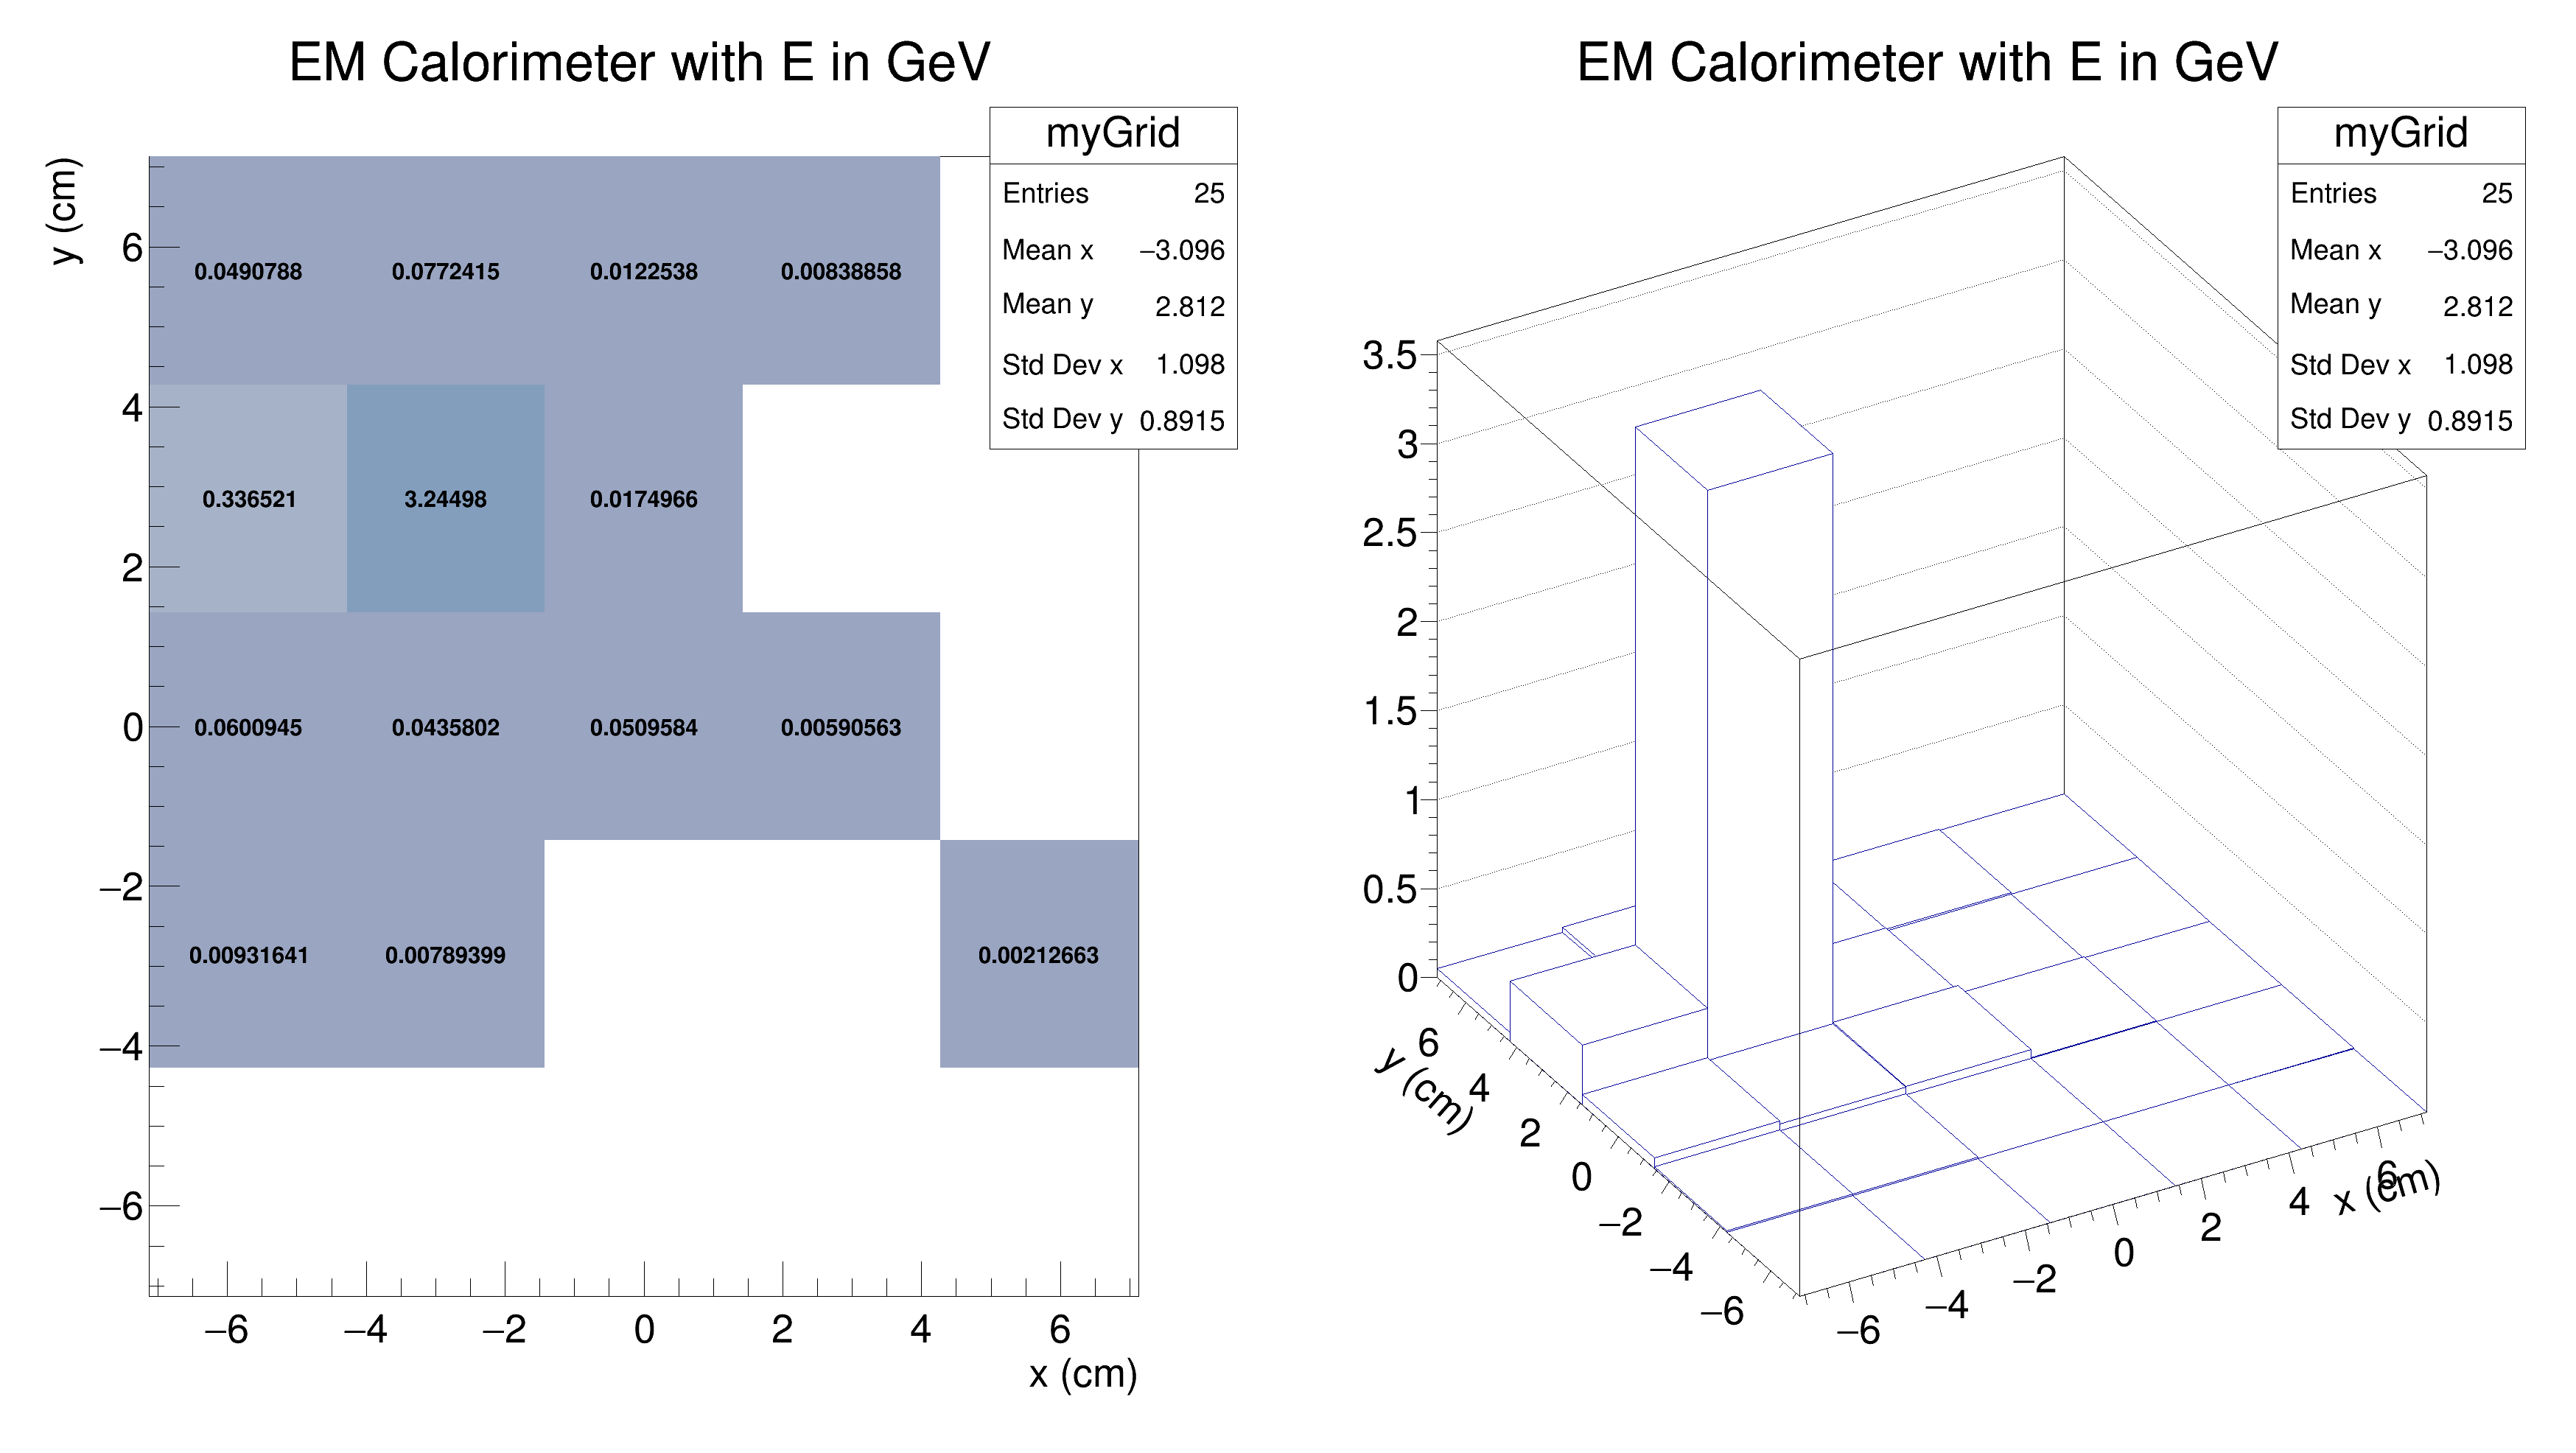 EM Calorimeter with E in GeV
myGrid
Entries 25
Mean x −3.096
Mean y 2.812
Std Dev x 1.098
Std Dev y 0.8915
y (cm)
6
4
2
0
−2
−4
−6
0.0490788 0.0772415 0.0122538 0.00838858
0.336521 3.24498 0.0174966
0.0600945 0.0435802 0.0509584 0.00590563
0.00931641 0.00789399 0.00212663
−6 −4 −2 0 2 4 6
x (cm)
EM Calorimeter with E in GeV
myGrid
Entries 25
Mean x −3.096
Mean y 2.812
Std Dev x 1.098
Std Dev y 0.8915
3.5
3
2.5
2
1.5
1
0.5
0
6
4
2
0
−2
−4
−6
y (cm)
−6 −4 −2 0 2 4 6
x (cm)